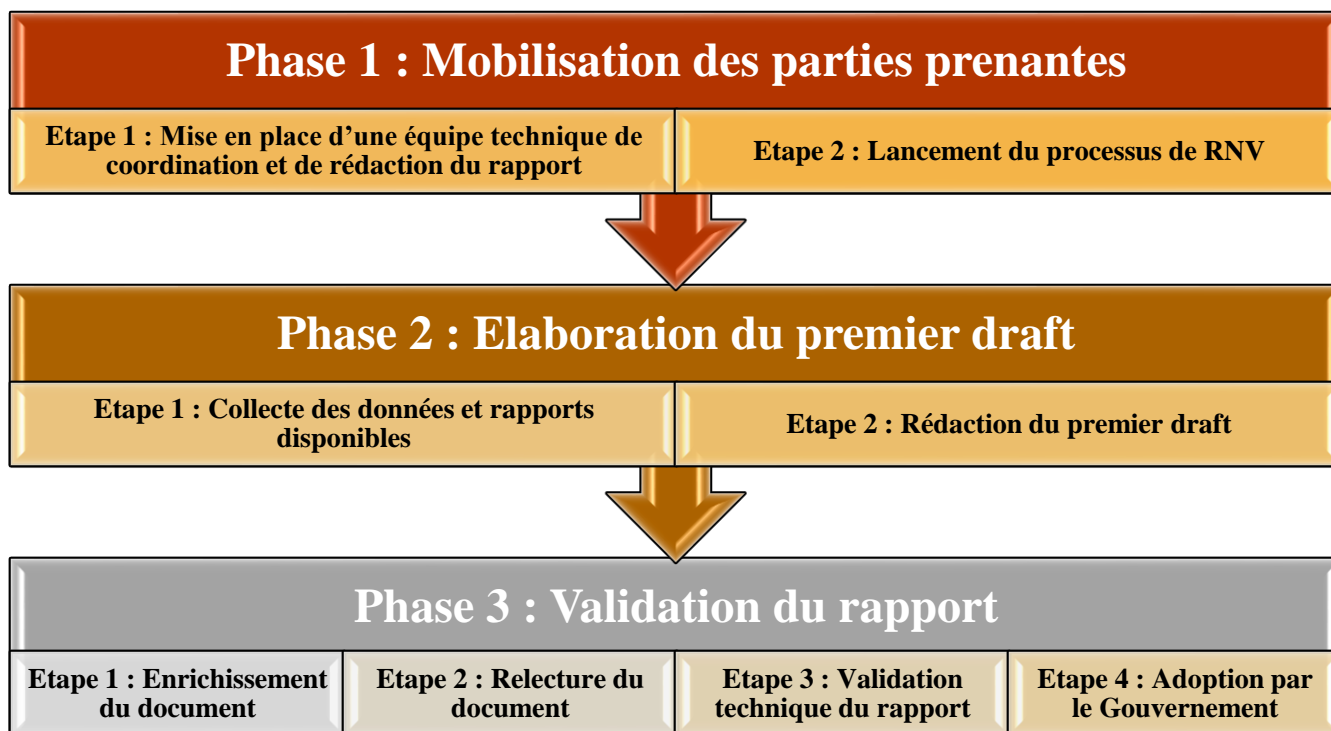 Phase 1 : Mobilisation des parties prenantes
Etape 1 : Mise en place d’une équipe technique de
coordination et de rédaction du rapport
Etape 2 : Lancement du processus de RNV
Phase 2 : Elaboration du premier draft
Etape 1 : Collecte des données et rapports
disponibles
Etape 2 : Rédaction du premier draft
Phase 3 : Validation du rapport
Etape 1 : Enrichissement
du document
Etape 2 : Relecture du
document
Etape 3 : Validation
technique du rapport
Etape 4 : Adoption par
le Gouvernement